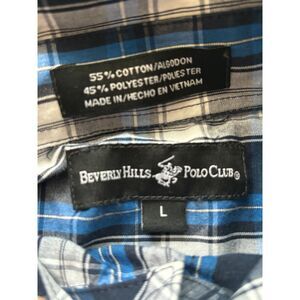 55% COTTON/ALGODON
45% POLYESTER/POLIESTER
MADE IN/HECHO EN VIETNAM
BEVERLY HILLS POLO CLUB®
L